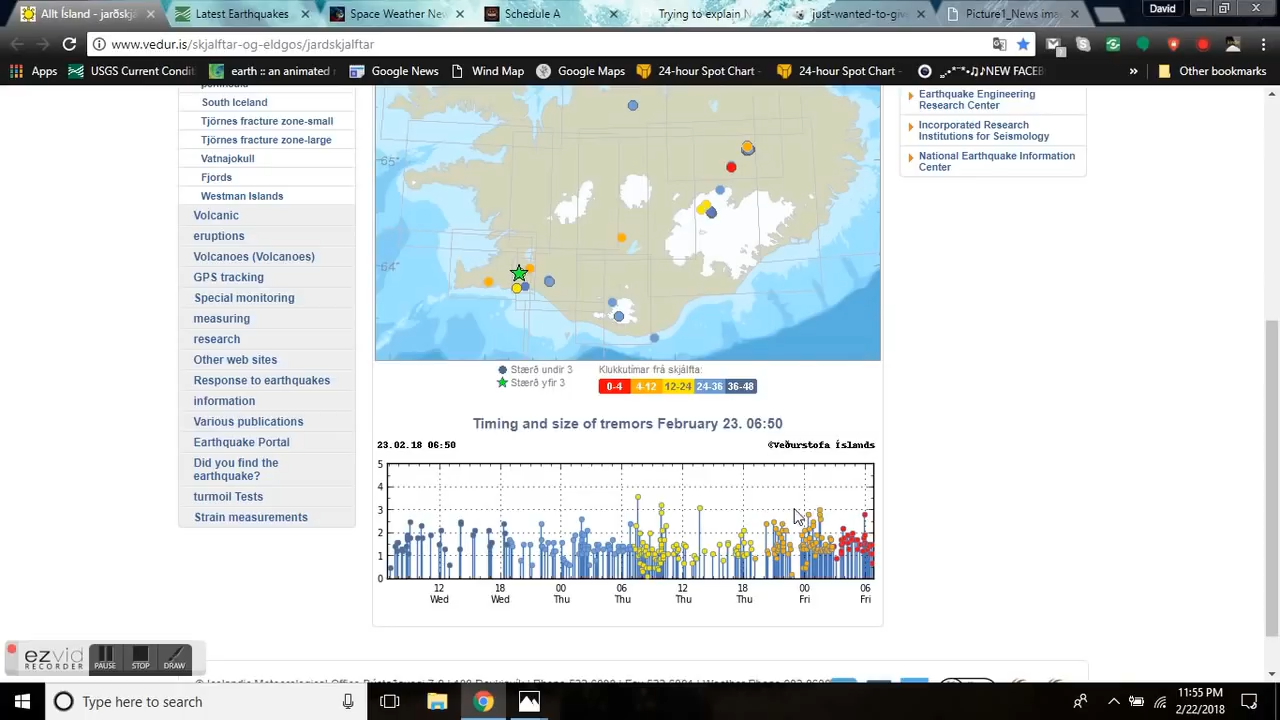 Allt Ísland - jarðskjá
Latest Earthquakes
Space Weather Nes
Schedule A
Trying to explain N
just-wanted-to-give
Picture1_News ima
David
www.vedur.is/skjalftar-og-eldgos/jardskjalftar
Apps
USGS Current Condit
earth :: an animated
Google News
Wind Map
Google Maps
24-hour Spot Chart
24-hour Spot Chart
NEW FACEB
»
Other bookmarks
South Iceland
Tjörnes fracture zone-small
Tjörnes fracture zone-large
Vatnajokull
Fjords
Westman Islands
Volcanic
eruptions
Volcanoes (Volcanoes)
GPS tracking
Special monitoring
measuring
research
Other web sites
Response to earthquakes
information
Various publications
Earthquake Portal
Did you find the
earthquake?
turmoil Tests
Strain measurements
65°
64°
Stærð undir 3
Stærð yfir 3
Klukkutímar frá skjálfta:
0-4 4-12 12-24 24-36 36-48
Timing and size of tremors February 23. 06:50
23.02.18 06:50
©Veðurstofa Íslands
5
4
3
2
1
0
12 18 00 06 12 18 00 06
Wed Wed Thu Thu Thu Thu Fri Fri
Earthquake Engineering
Research Center
Incorporated Research
Institutions for Seismology
National Earthquake Information
Center
ezvid
RECORDER
PAUSE
STOP
DRAW
Type here to search
11:55 PM
2/22/2018